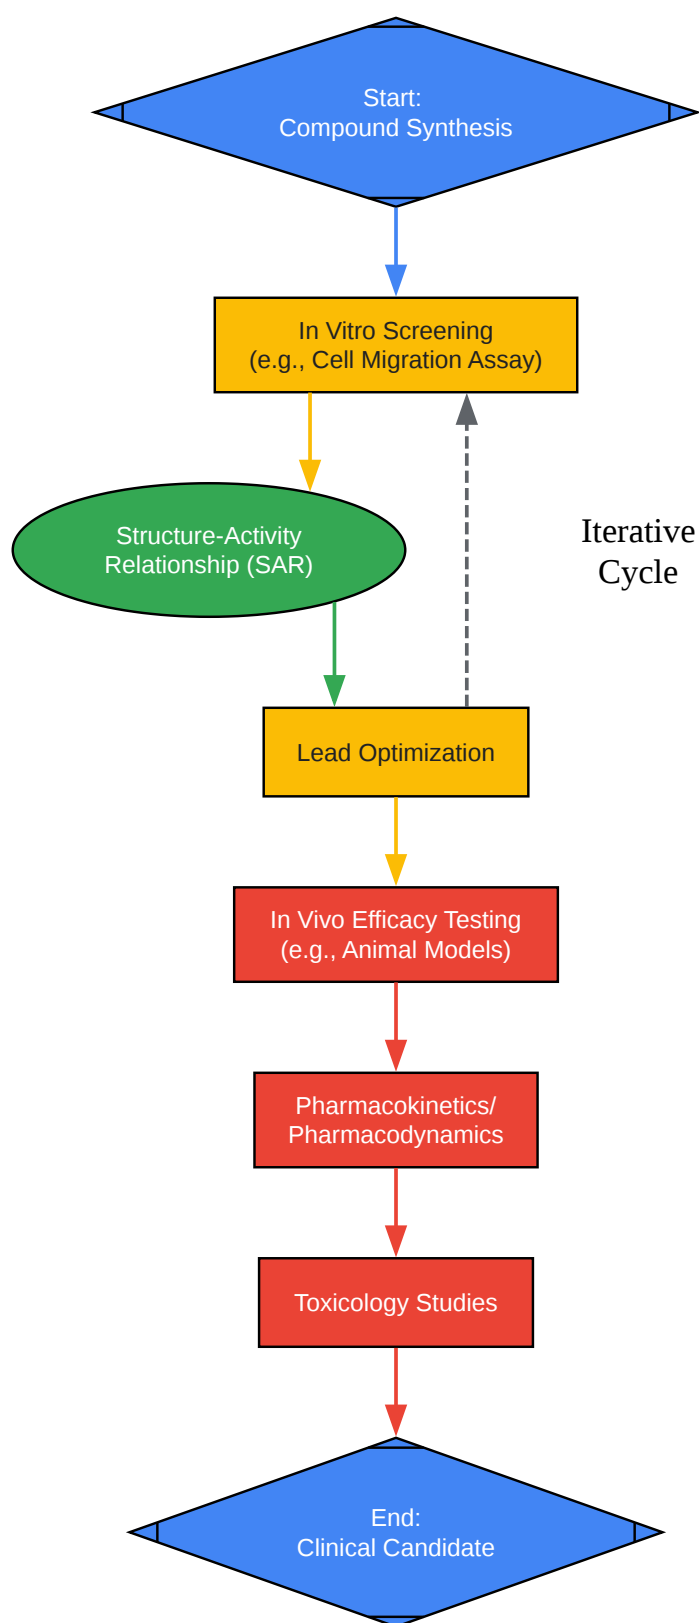 Start:
Compound Synthesis
In Vitro Screening
(e.g., Cell Migration Assay)
Structure-Activity
Relationship (SAR)
Iterative
Cycle
Lead Optimization
In Vivo Efficacy Testing
(e.g., Animal Models)
Pharmacokinetics/
Pharmacodynamics
Toxicology Studies
End:
Clinical Candidate